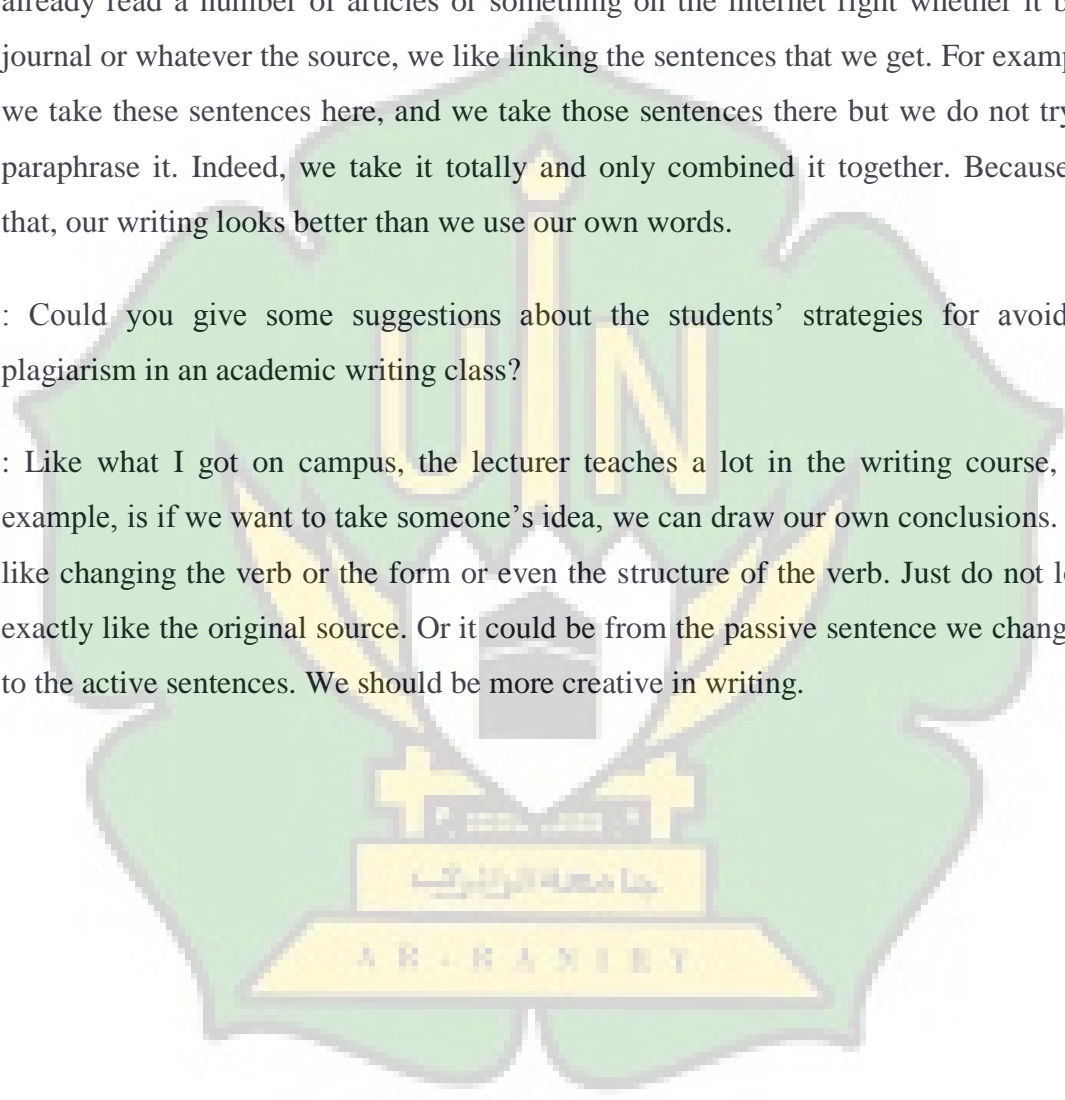 already read a number of articles or something on the internet right whether it b
journal or whatever the source, we like linking the sentences that we get. For examp
we take these sentences here, and we take those sentences there but we do not try
paraphrase it. Indeed, we take it totally and only combined it together. Because
that, our writing looks better than we use our own words.
: Could you give some suggestions about the students’ strategies for avoid
plagiarism in an academic writing class?
: Like what I got on campus, the lecturer teaches a lot in the writing course,
example, is if we want to take someone’s idea, we can draw our own conclusions.
like changing the verb or the form or even the structure of the verb. Just do not l
exactly like the original source. Or it could be from the passive sentence we chang
to the active sentences. We should be more creative in writing.
UIN
جامعة الرانيري
AR-RANIRY